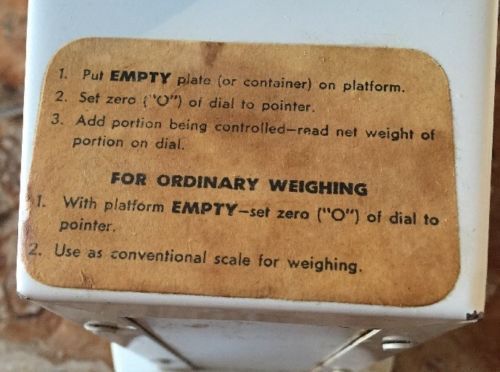 1. Put EMPTY plate (or container) on platform.
2. Set zero ("O") of dial to pointer.
3. Add portion being controlled—read net weight of
portion on dial.
FOR ORDINARY WEIGHING
1. With platform EMPTY—set zero ("O") of dial to
pointer.
2. Use as conventional scale for weighing.